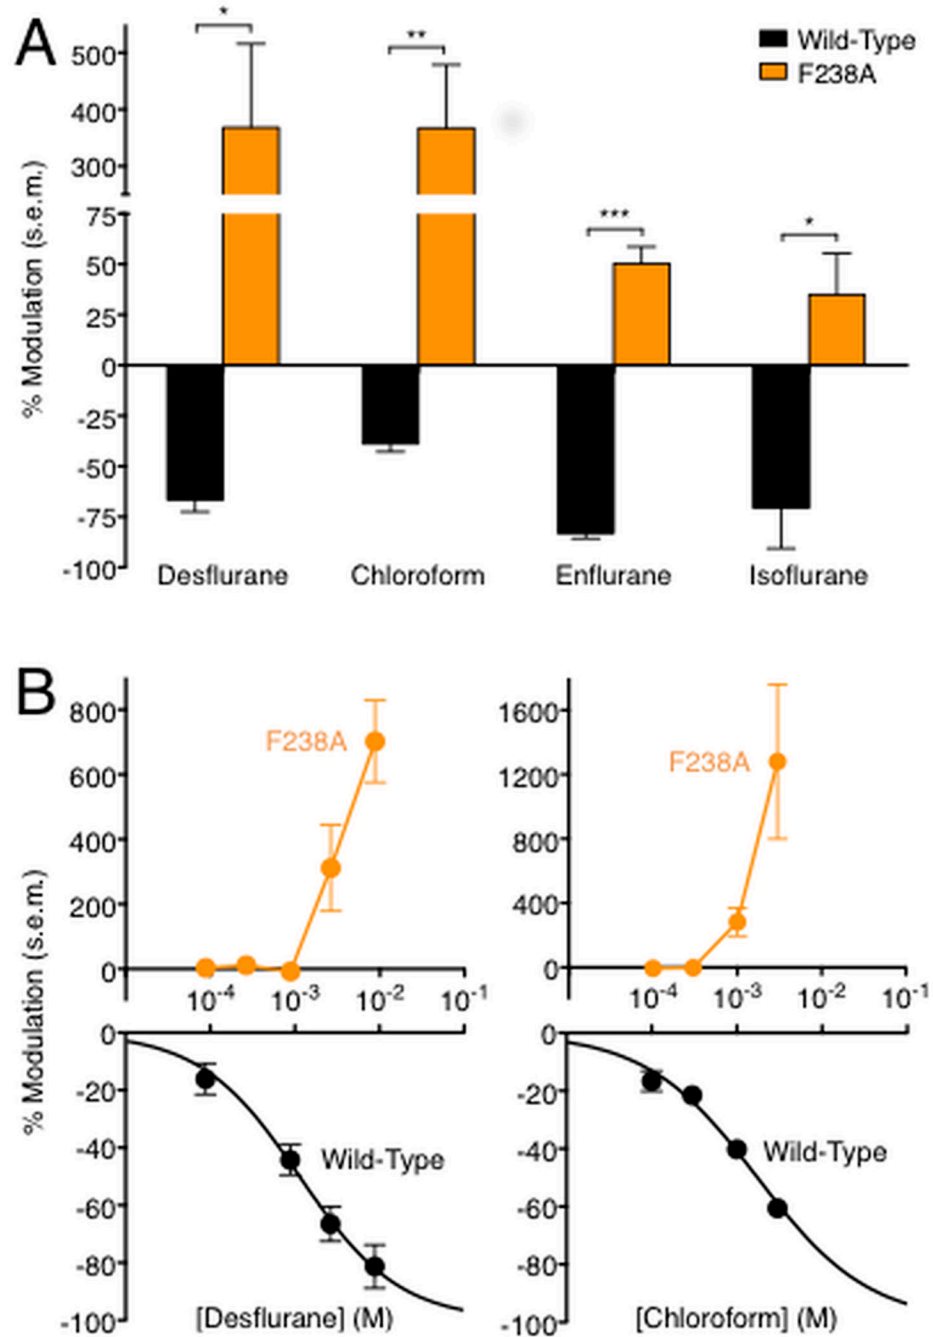 A
* ** *** *
Wild-Type
F238A
% Modulation (s.e.m.)
500
400
300
75
50
25
0
-25
-50
-75
-100
Desflurane Chloroform Enflurane Isoflurane
B
% Modulation (s.e.m.)
800
600
400
200
0
F238A
10-4 10-3 10-2 10-1
1600
1200
800
400
0
F238A
10-4 10-3 10-2 10-1
0
-20
-40
-60
-80
-100
Wild-Type
[Desflurane] (M)
0
-20
-40
-60
-80
-100
Wild-Type
[Chloroform] (M)